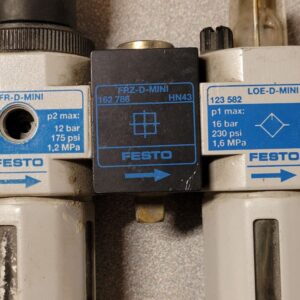 FR-D-MINI
p2 max:
12 bar
175 psi
1,2 MPa
FESTO
FRZ-D-MINI
162 786 HN43
FESTO
LOE-D-MINI
123 582
p1 max:
16 bar
230 psi
1,6 MPa
FESTO